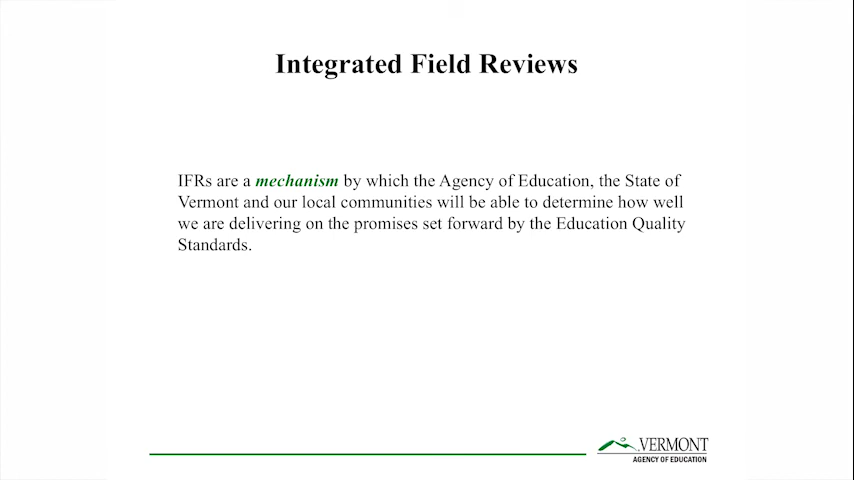 Integrated Field Reviews
IFRs are a mechanism by which the Agency of Education, the State of
Vermont and our local communities will be able to determine how well
we are delivering on the promises set forward by the Education Quality
Standards.
VERMONT
AGENCY OF EDUCATION